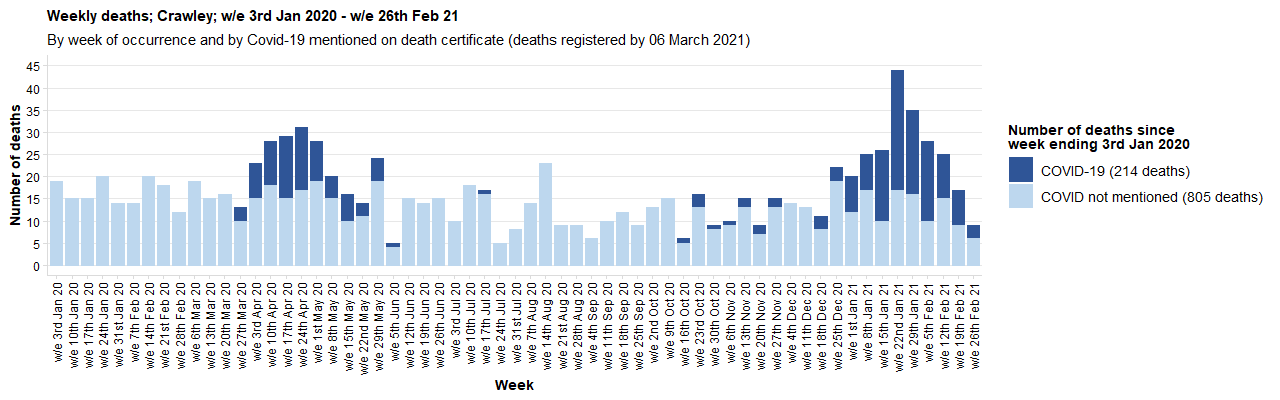 Weekly deaths; Crawley; w/e 3rd Jan 2020 - w/e 26th Feb 21
By week of occurrence and by Covid-19 mentioned on death certificate (deaths registered by 06 March 2021)
Number of deaths
45
40
35
30
25
20
15
10
5
0
w/e 3rd Jan 20
w/e 10th Jan 20
w/e 17th Jan 20
w/e 24th Jan 20
w/e 31st Jan 20
w/e 7th Feb 20
w/e 14th Feb 20
w/e 21st Feb 20
w/e 28th Feb 20
w/e 6th Mar 20
w/e 13th Mar 20
w/e 20th Mar 20
w/e 27th Mar 20
w/e 3rd Apr 20
w/e 10th Apr 20
w/e 17th Apr 20
w/e 24th Apr 20
w/e 1st May 20
w/e 8th May 20
w/e 15th May 20
w/e 22nd May 20
w/e 29th May 20
w/e 5th Jun 20
w/e 12th Jun 20
w/e 19th Jun 20
w/e 26th Jun 20
w/e 3rd Jul 20
w/e 10th Jul 20
w/e 17th Jul 20
w/e 24th Jul 20
w/e 31st Jul 20
w/e 7th Aug 20
w/e 14th Aug 20
w/e 21st Aug 20
w/e 28th Aug 20
w/e 4th Sep 20
w/e 11th Sep 20
w/e 18th Sep 20
w/e 25th Sep 20
w/e 2nd Oct 20
w/e 9th Oct 20
w/e 16th Oct 20
w/e 23rd Oct 20
w/e 30th Oct 20
w/e 6th Nov 20
w/e 13th Nov 20
w/e 20th Nov 20
w/e 27th Nov 20
w/e 4th Dec 20
w/e 11th Dec 20
w/e 18th Dec 20
w/e 25th Dec 20
w/e 1st Jan 21
w/e 8th Jan 21
w/e 15th Jan 21
w/e 22nd Jan 21
w/e 29th Jan 21
w/e 5th Feb 21
w/e 12th Feb 21
w/e 19th Feb 21
w/e 26th Feb 21
Week
Number of deaths since
week ending 3rd Jan 2020
COVID-19 (214 deaths)
COVID not mentioned (805 deaths)